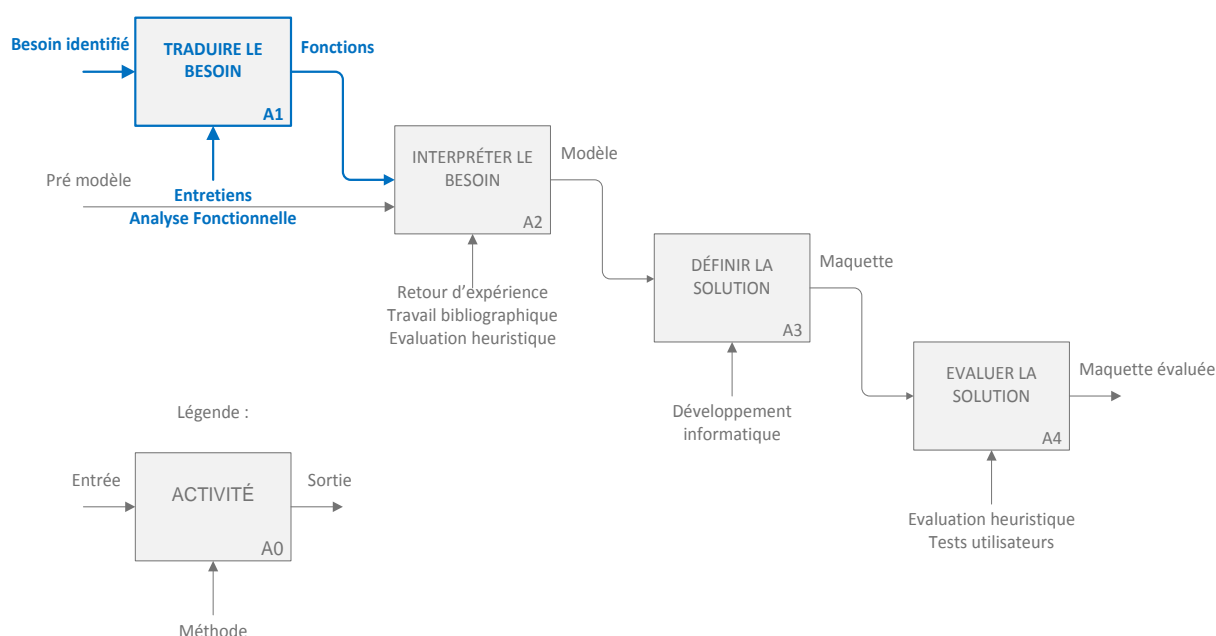 Besoin identifié
TRADUIRE LE
BESOIN
A1
Fonctions
Pré modèle
Entretiens
Analyse Fonctionnelle
INTERPRÉTER LE
BESOIN
A2
Modèle
Retour d’expérience
Travail bibliographique
Evaluation heuristique
DÉFINIR LA
SOLUTION
A3
Maquette
Développement
informatique
EVALUER LA
SOLUTION
A4
Maquette évaluée
Evaluation heuristique
Tests utilisateurs
Légende :
Entrée
ACTIVITÉ
A0
Sortie
Méthode